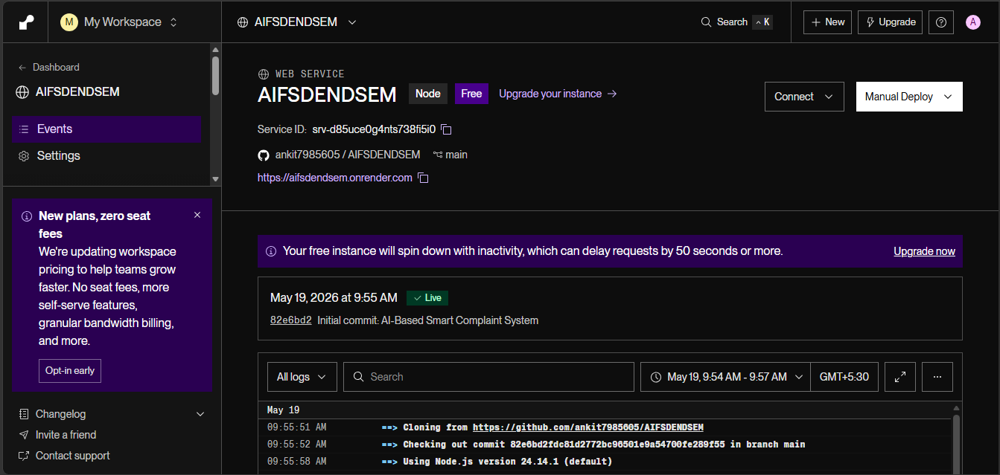 M My Workspace
AIFSDENDSEM
Search ^ K
+ New
Upgrade
A
← Dashboard
AIFSDENDSEM
Events
Settings
New plans, zero seat
fees
We're updating workspace
pricing to help teams grow
faster. No seat fees, more
self-serve features,
granular bandwidth billing,
and more.
Opt-in early
Changelog
Invite a friend
Contact support
WEB SERVICE
AIFSDENDSEM Node Free Upgrade your instance →
Connect
Manual Deploy
Service ID: srv-d85uce0g4nts738fi5i0
ankit7985605 / AIFSDENDSEM main
https://aifsdendsem.onrender.com
Your free instance will spin down with inactivity, which can delay requests by 50 seconds or more. Upgrade now
May 19, 2026 at 9:55 AM ✓ Live
82e6bd2 Initial commit: AI-Based Smart Complaint System
All logs Search May 19, 9:54 AM - 9:57 AM GMT+5:30 ...
May 19
09:55:51 AM ==> Cloning from https://github.com/ankit7985605/AIFSDENDSEM
09:55:52 AM ==> Checking out commit 82e6bd2fdc81d2772bc96501e9a54700fe289f55 in branch main
09:55:58 AM ==> Using Node.js version 24.14.1 (default)